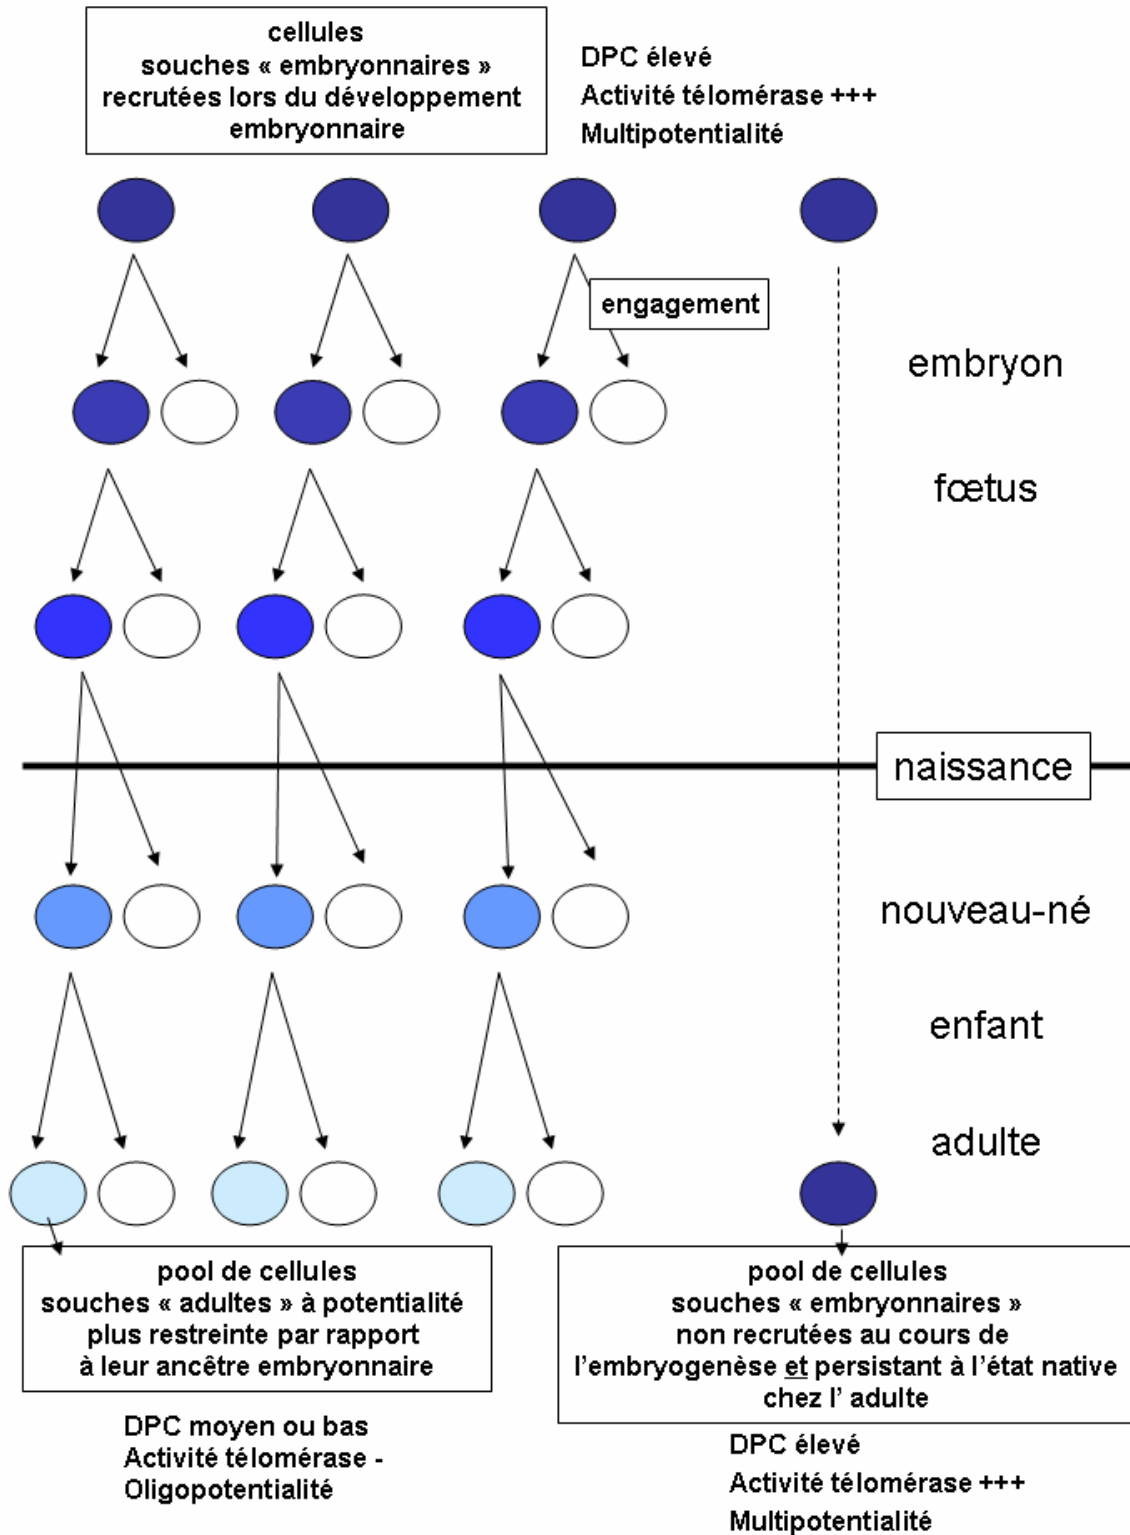 cellules
souches « embryonnaires »
recrutées lors du développement
embryonnaire
DPC élevé
Activité télomérase +++
Multipotentialité
engagement
embryon
fœtus
naissance
nouveau-né
enfant
adulte
pool de cellules
souches « adultes » à potentialité
plus restreinte par rapport
à leur ancêtre embryonnaire
DPC moyen ou bas
Activité télomérase -
Oligopotentialité
pool de cellules
souches « embryonnaires »
non recrutées au cours de
l'embryogenèse et persistant à l'état native
chez l' adulte
DPC élevé
Activité télomérase +++
Multipotentialité